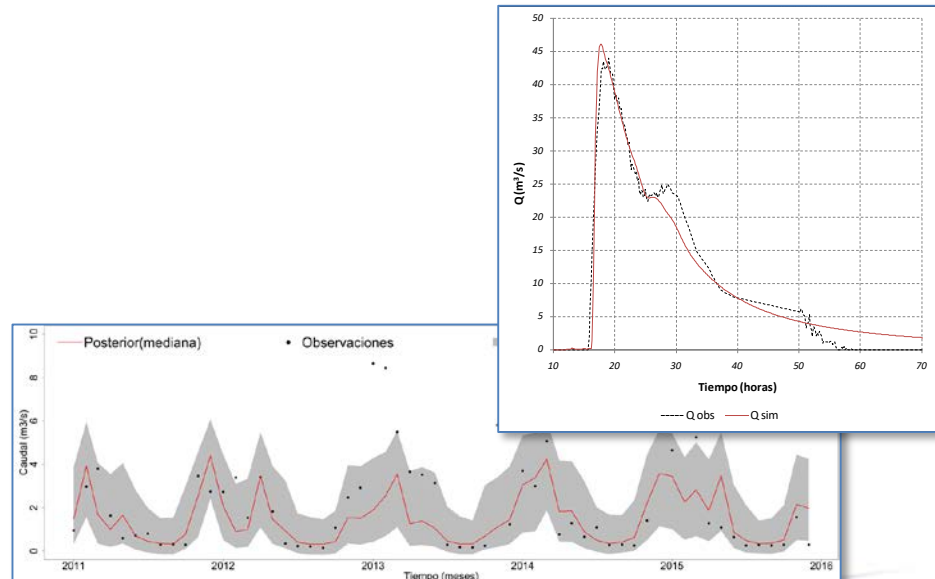 50
45
40
35
30
25
20
15
10
5
0
Q (m³/s)
10 20 30 40 50 60 70
Tiempo (horas)
Q obs Q sim
Posterior(mediana) Observaciones
10
8
6
4
2
0
Caudal (m3/s)
2011 2012 2013 2014 2015 2016
Tiempo (meses)